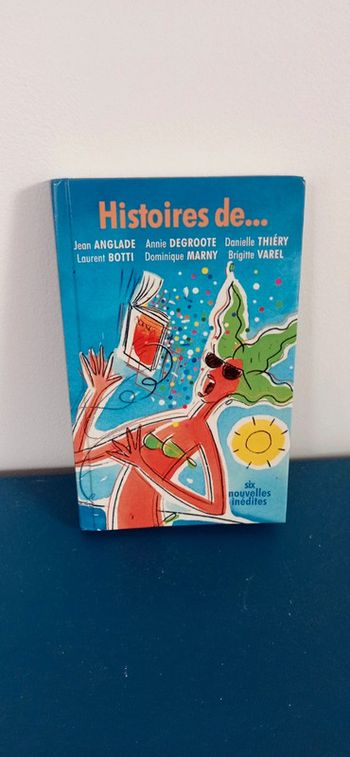 Histoires de...
Jean ANGLADE Annie DEGROOTE Danielle THIÉRY
Laurent BOTTI Dominique MARNY Brigitte VAREL
six
nouvelles
inédites